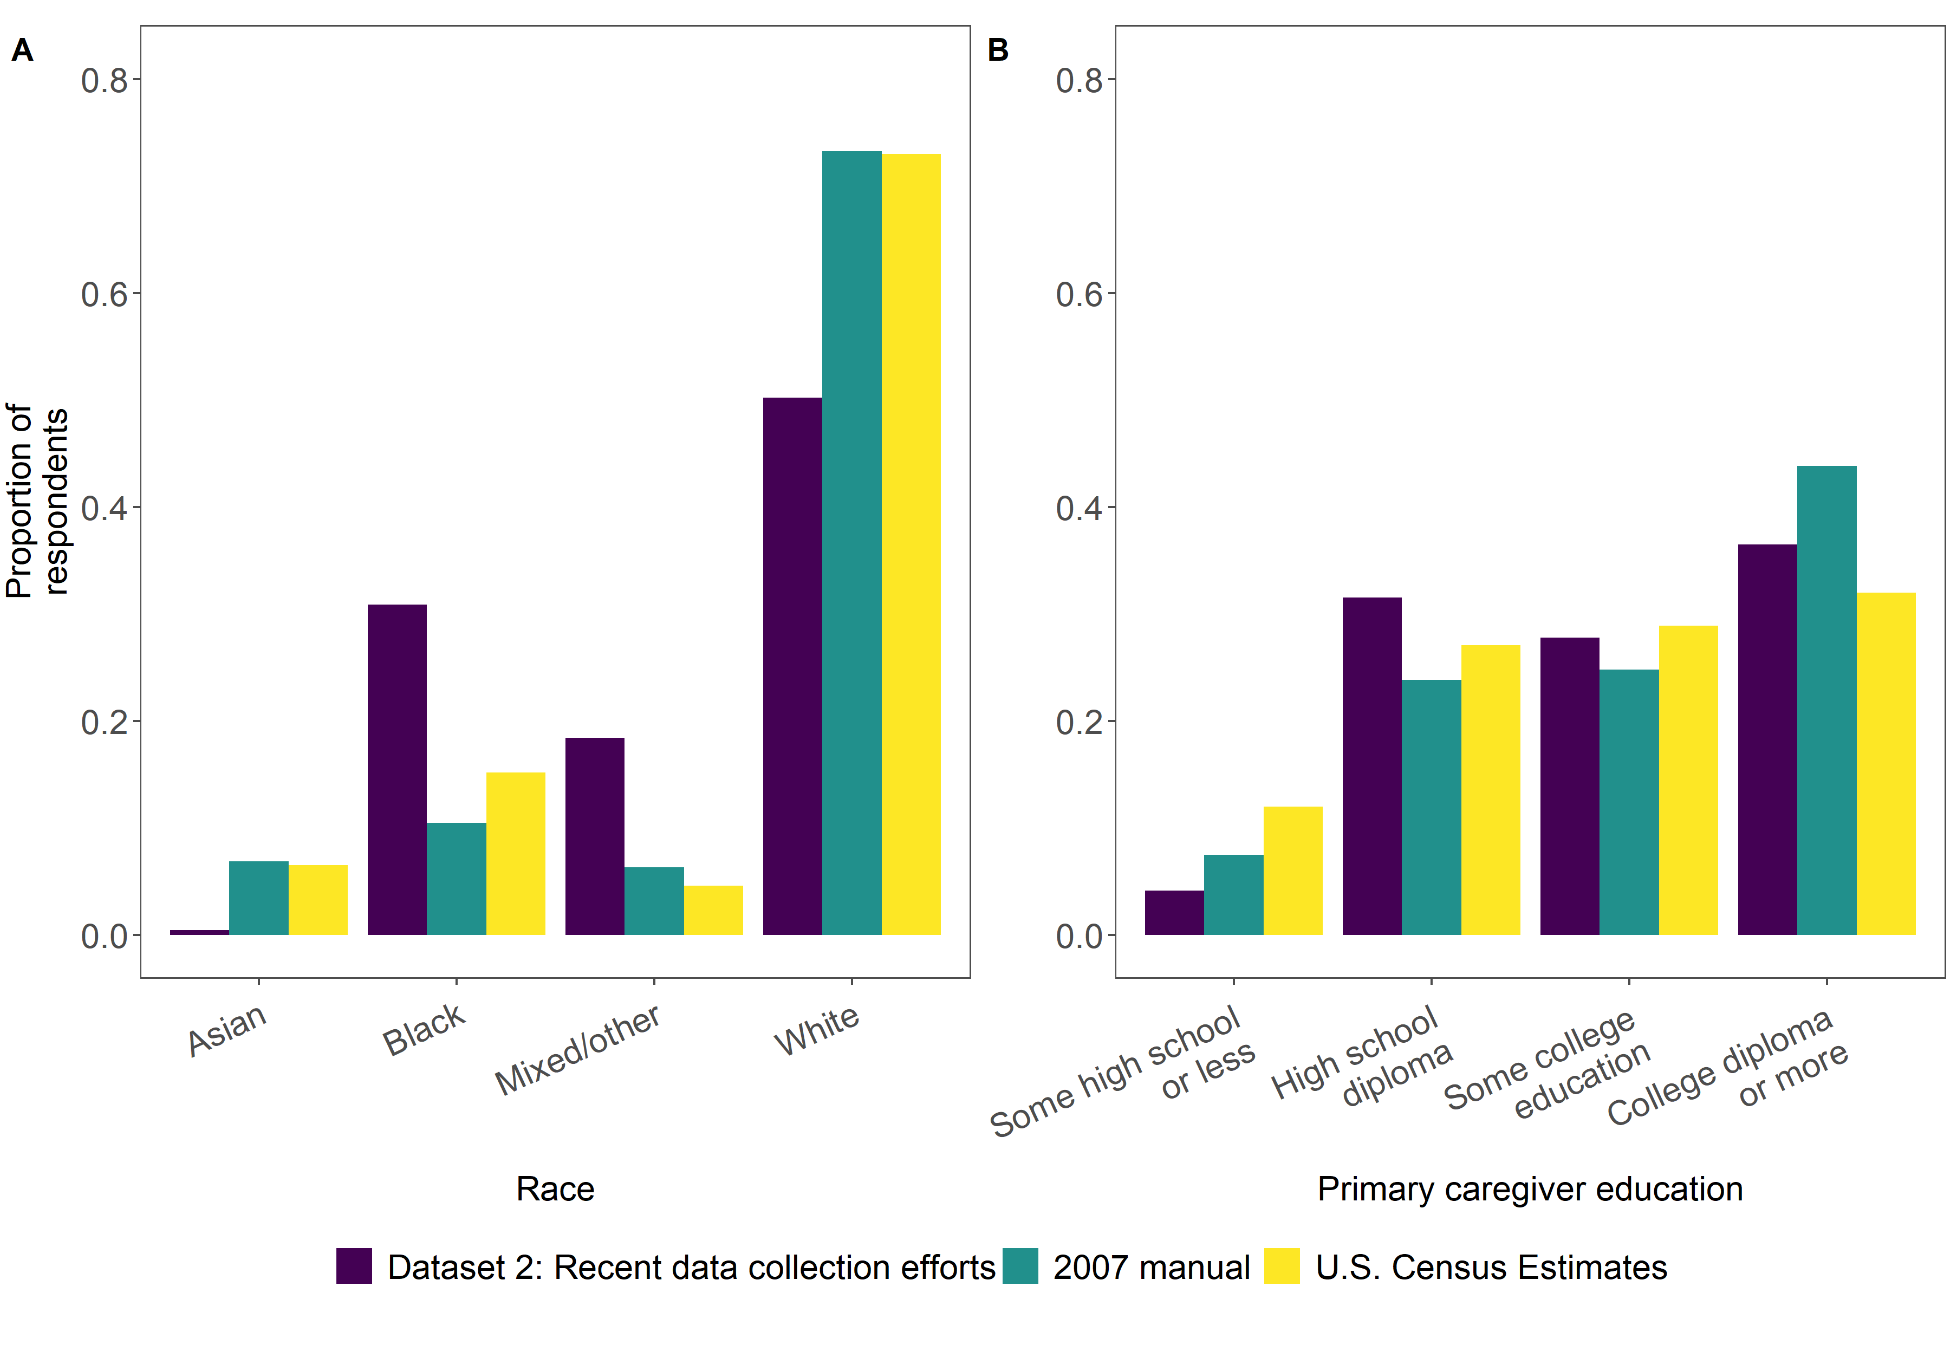 A
0.8
0.6
0.4
0.2
0.0
Proportion of
respondents
Asian
Black
Mixed/other
White
Race
B
0.8
0.6
0.4
0.2
0.0
Some high school
or less
High school
diploma
Some college
education
College diploma
or more
Primary caregiver education
Dataset 2: Recent data collection efforts
2007 manual
U.S. Census Estimates